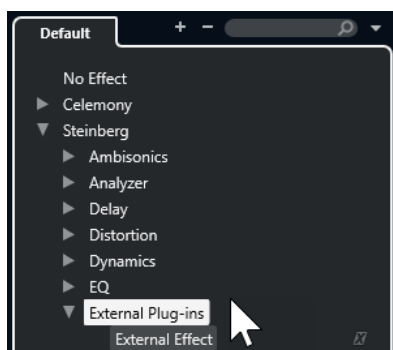 Default + -
No Effect
Celemony
Steinberg
Ambisonics
Analyzer
Delay
Distortion
Dynamics
EQ
External Plug-ins
External Effect